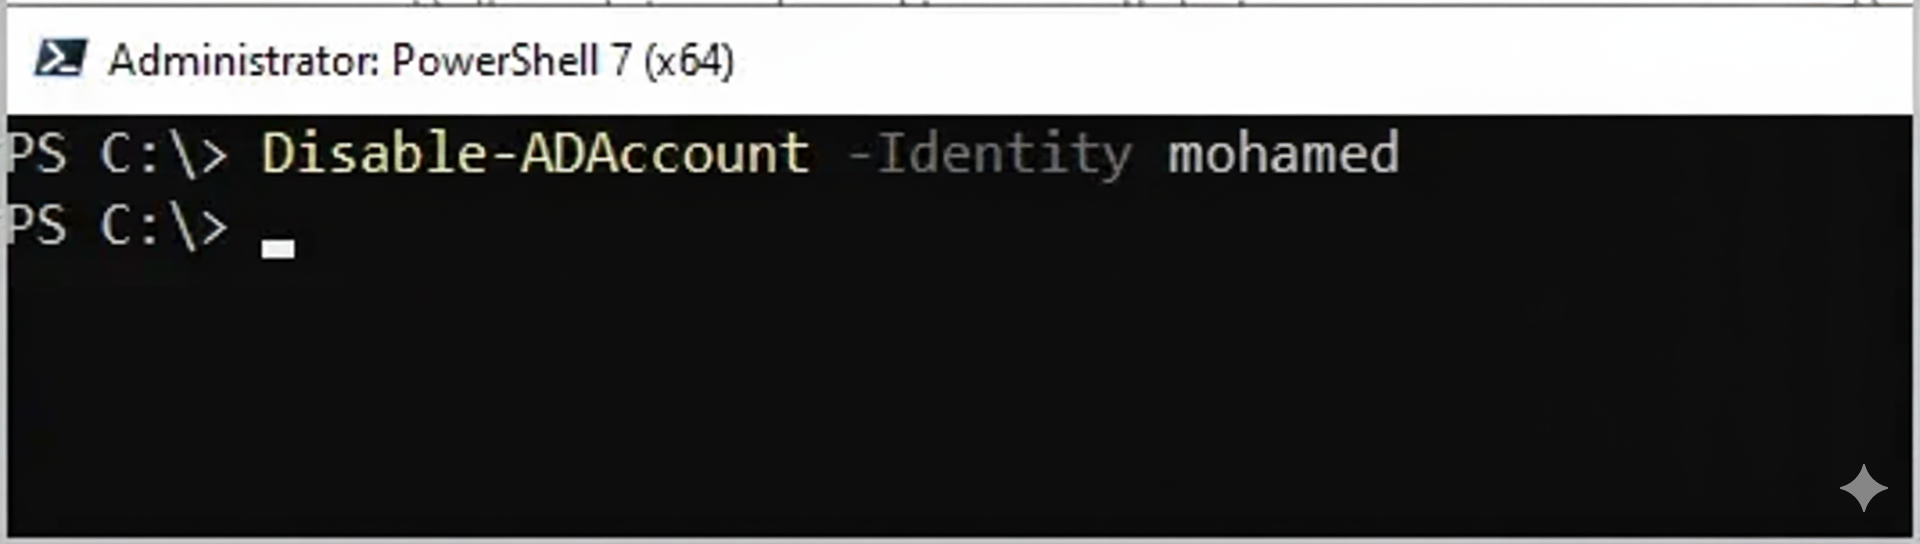 Administrator: PowerShell 7 (x64)
PS C:\> Disable-ADAccount -Identity mohamed
PS C:\>